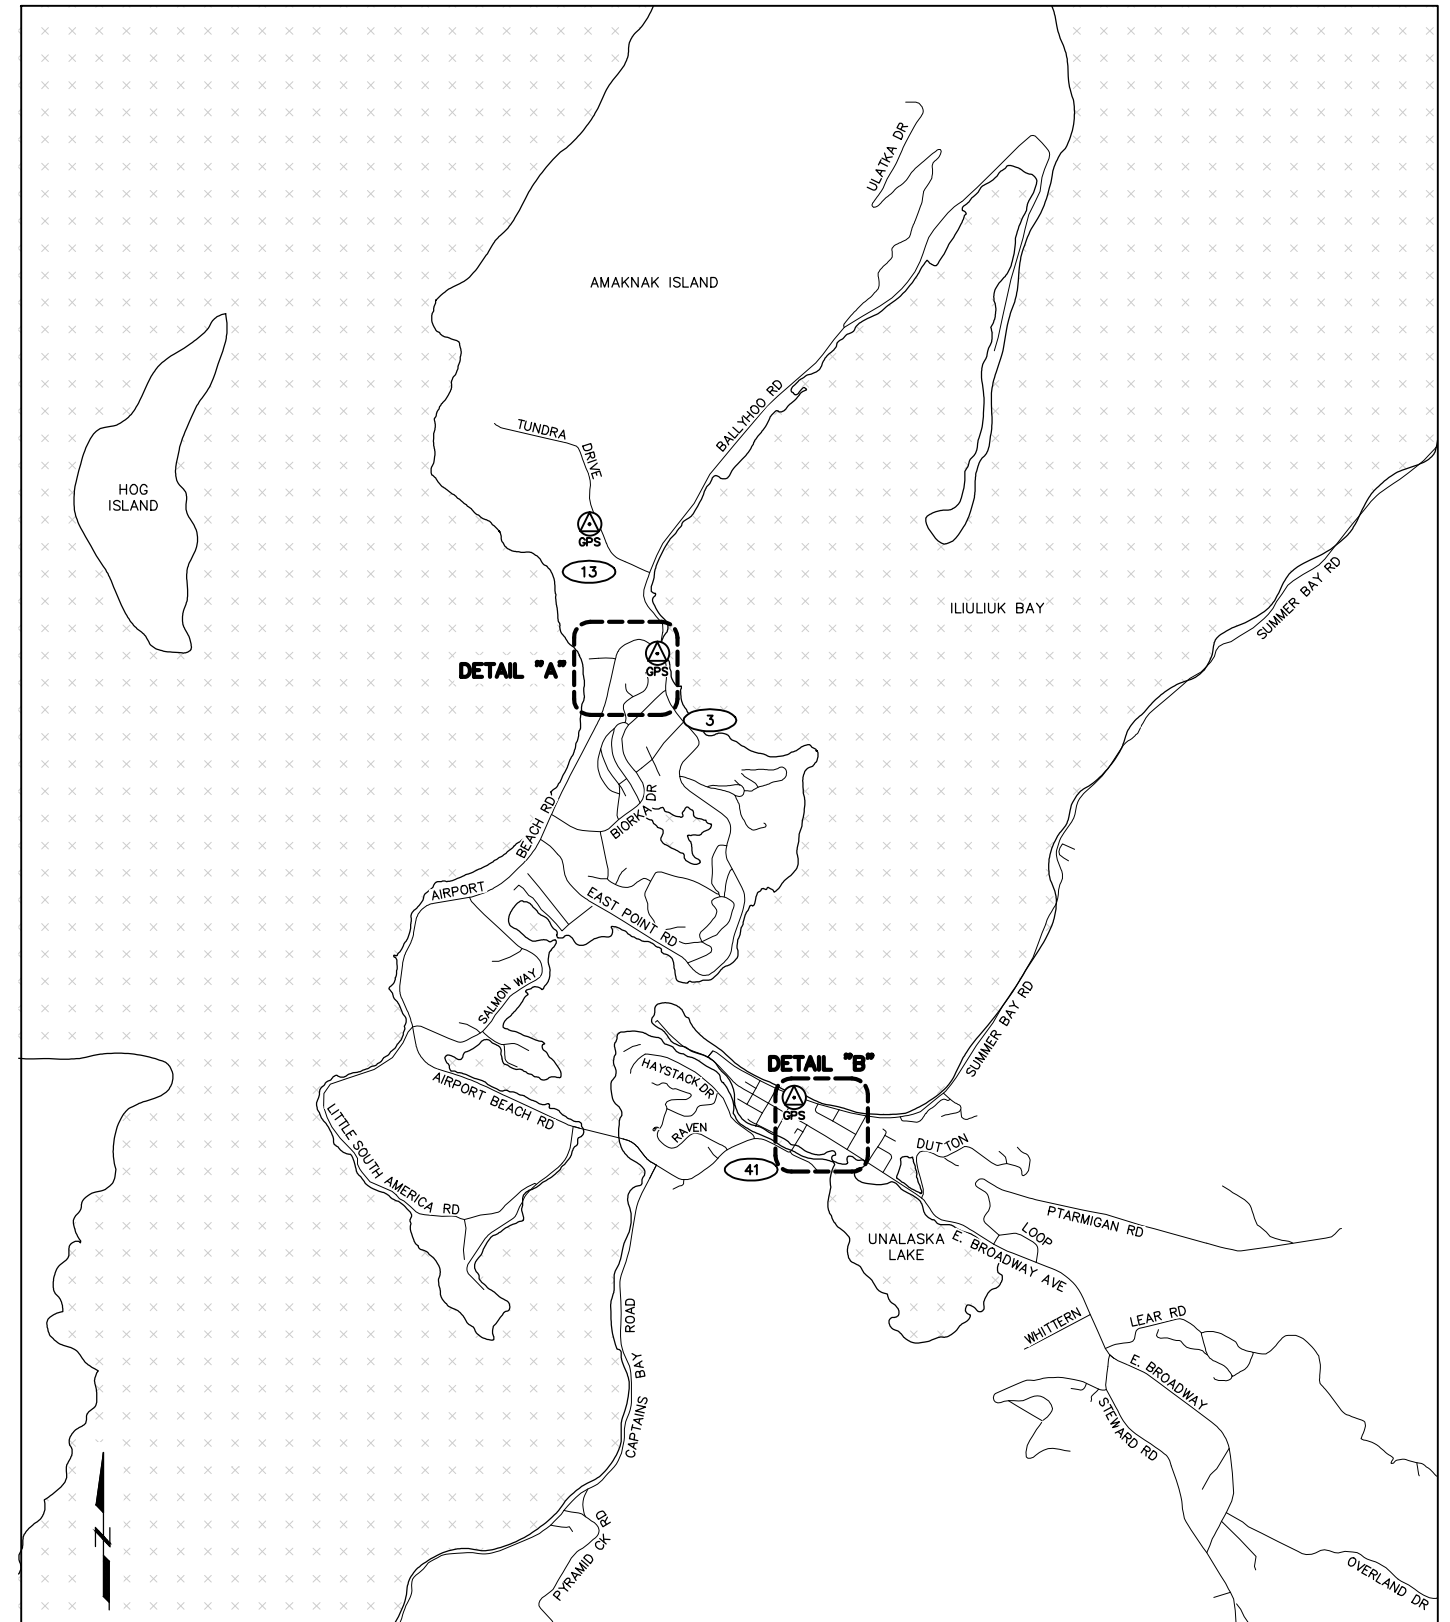 ULATKA DR
AMAKNAK ISLAND
BALLYHOO RD
TUNDRA
DRIVE
HOG
ISLAND
GPS
13
ILIULIUK BAY
SUMMER BAY RD
DETAIL "A"
GPS
3
BIORKA DR
BEACH RD
AIRPORT
EAST POINT RD
SALMON WAY
SUMMER BAY RD
DETAIL "B"
HAYSTACK DR
AIRPORT BEACH RD
GPS
RAVEN
LITTLE SOUTH AMERICA RD
41
DUTTON
PTARMIGAN RD
LOOP
UNALASKA
LAKE
E. BROADWAY AVE
WHITTERN
LEAR RD
CAPTAINS BAY ROAD
E. BROADWAY
STEWARD RD
N
PYRAMID CK RD
OVERLAND DR